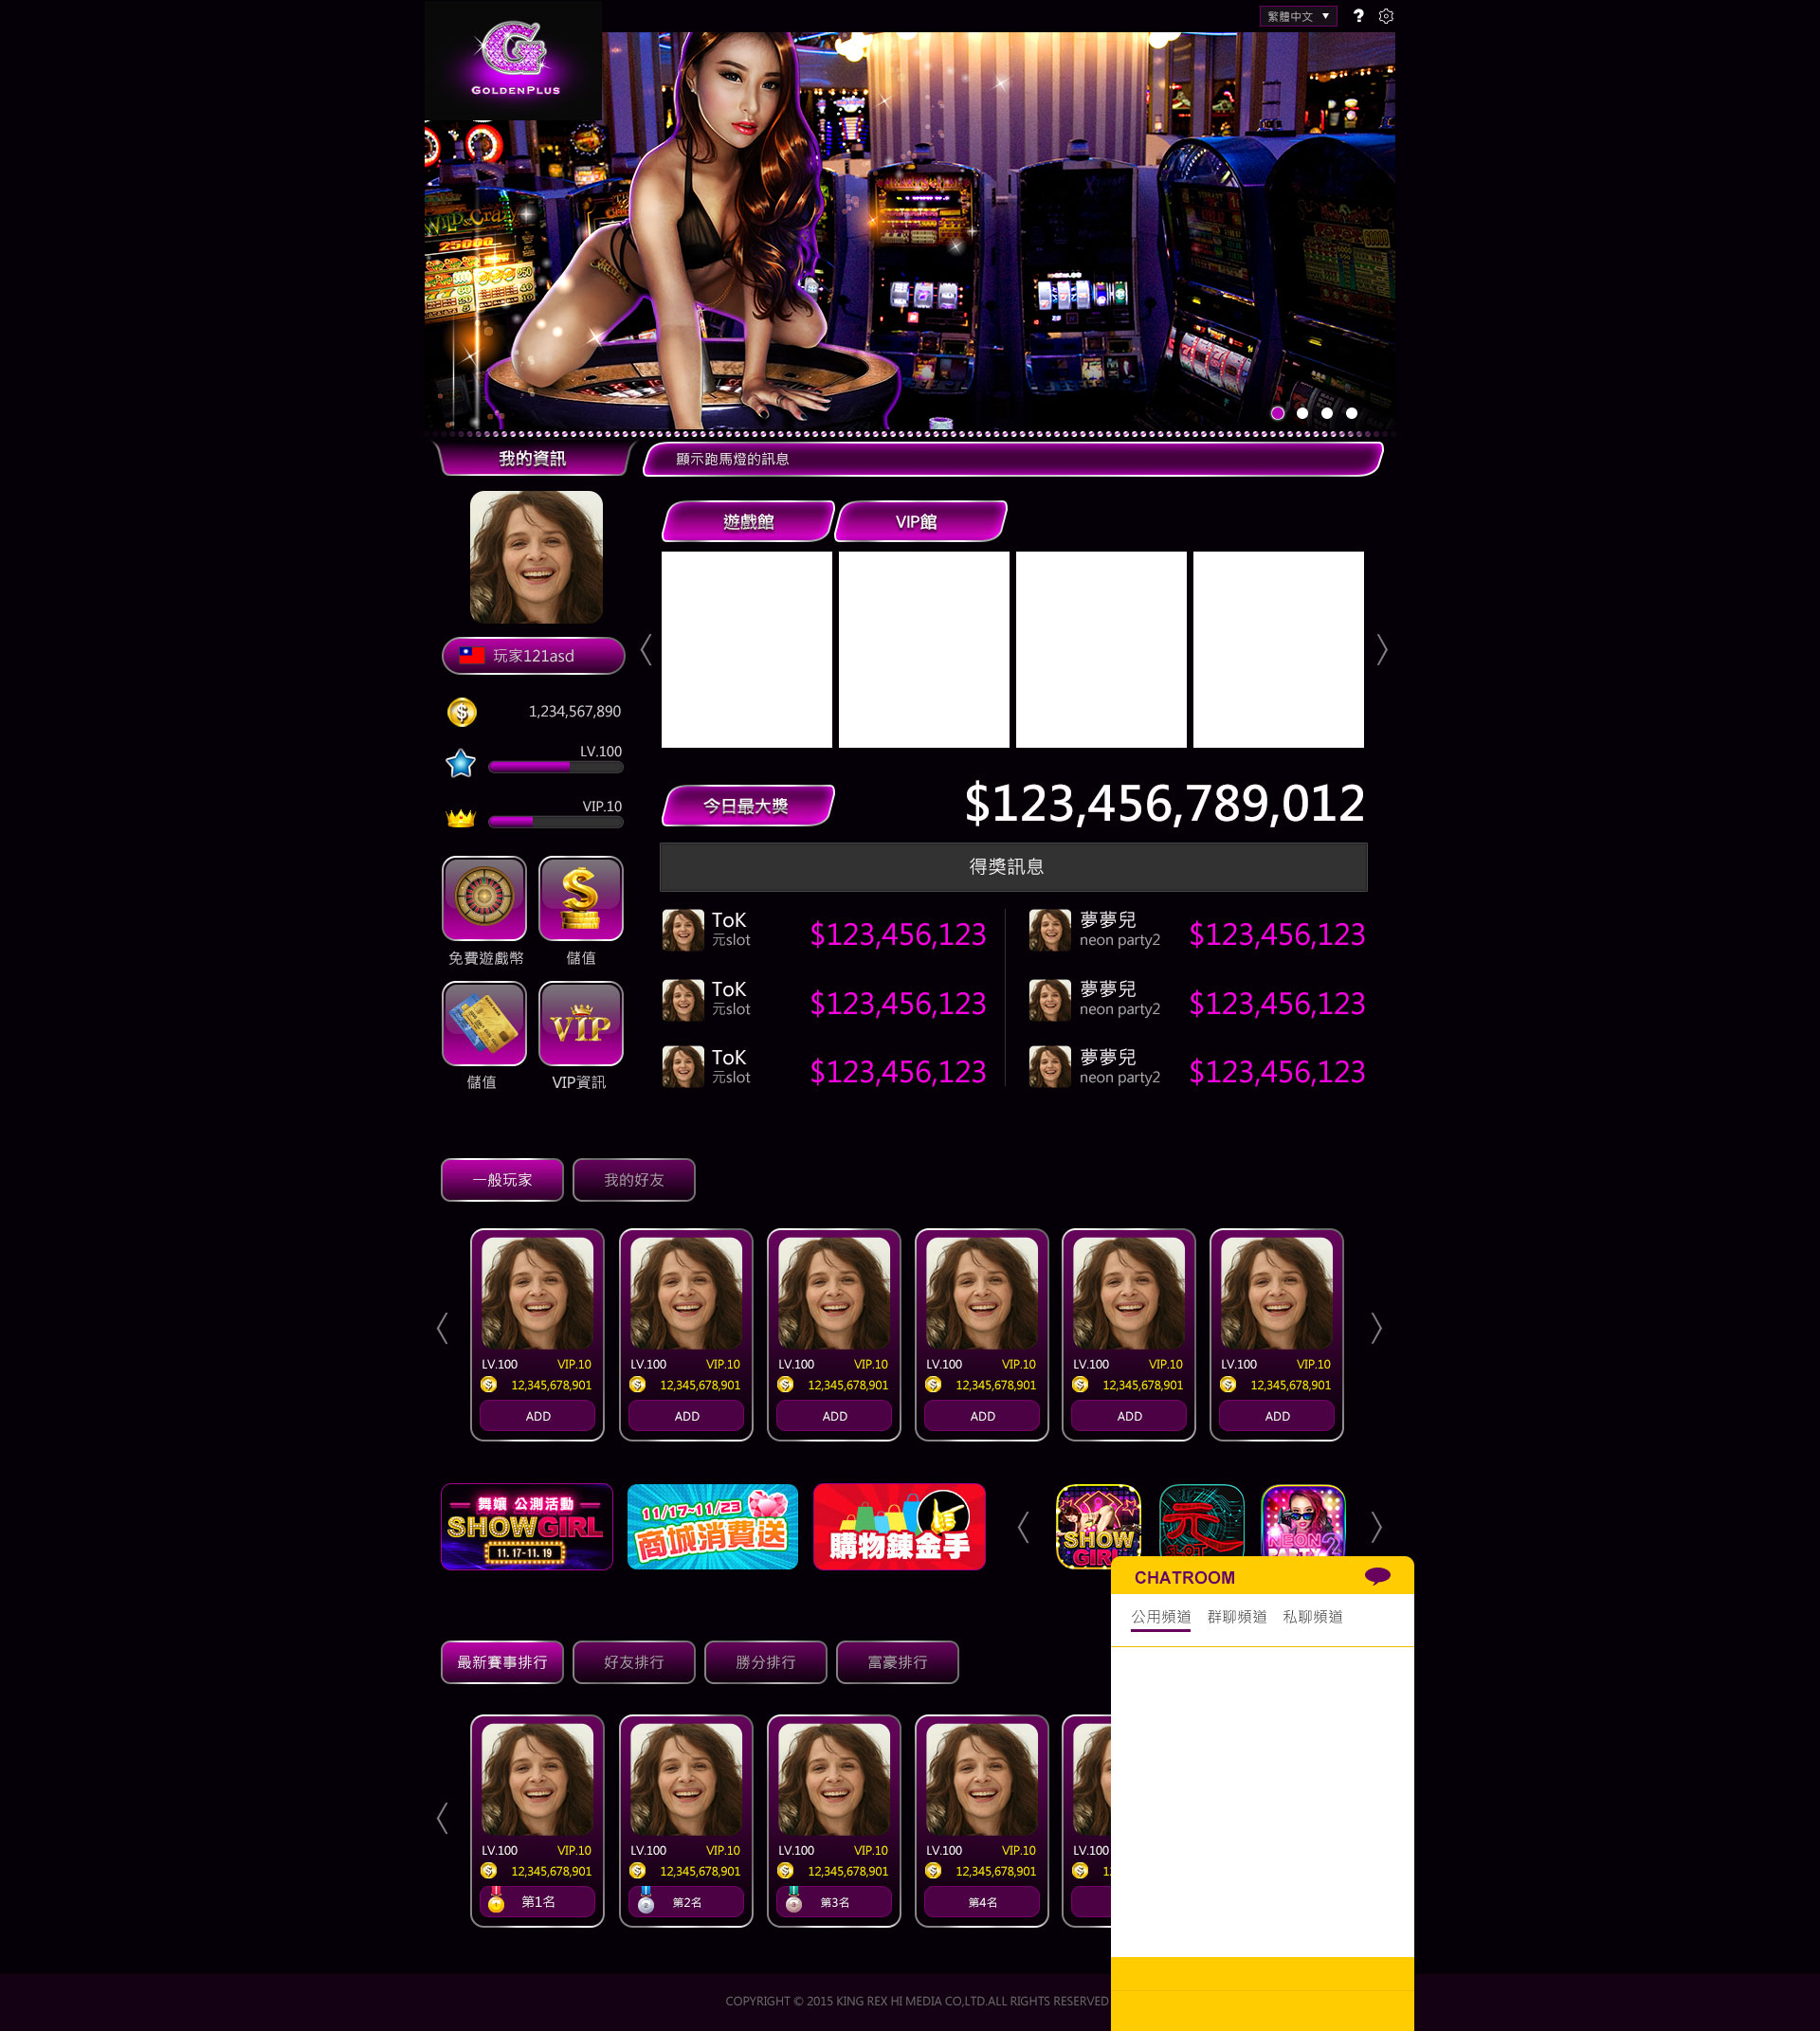 繁體中文
GOLDENPLUS
WILD & Crazy
25000
我的資訊
顯示跑馬燈的訊息
遊戲館
VIP館
玩家121asd
1,234,567,890
LV.100
VIP.10
今日最大獎
$123,456,789,012
得獎訊息
ToK
元slot
$123,456,123
夢夢兒
neon party2
$123,456,123
ToK
元slot
$123,456,123
夢夢兒
neon party2
$123,456,123
ToK
元slot
$123,456,123
夢夢兒
neon party2
$123,456,123
免費遊戲幣
儲值
VIP
儲值
VIP資訊
一般玩家
我的好友
LV.100 VIP.10
12,345,678,901
ADD
LV.100 VIP.10
12,345,678,901
ADD
LV.100 VIP.10
12,345,678,901
ADD
LV.100 VIP.10
12,345,678,901
ADD
LV.100 VIP.10
12,345,678,901
ADD
LV.100 VIP.10
12,345,678,901
ADD
舞孃 公測活動
SHOWGIRL
11. 17-11. 19
11/17~11/23
商城消費送
購物鍊金手
SHOW
GIRL
元
NEON
PARTY 2
CHATROOM
公用頻道
群聊頻道
私聊頻道
最新賽事排行
好友排行
勝分排行
富豪排行
LV.100 VIP.10
12,345,678,901
第1名
LV.100 VIP.10
12,345,678,901
第2名
LV.100 VIP.10
12,345,678,901
第3名
LV.100 VIP.10
12,345,678,901
第4名
LV.100
COPYRIGHT © 2015 KING REX HI MEDIA CO,LTD.ALL RIGHTS RESERVED